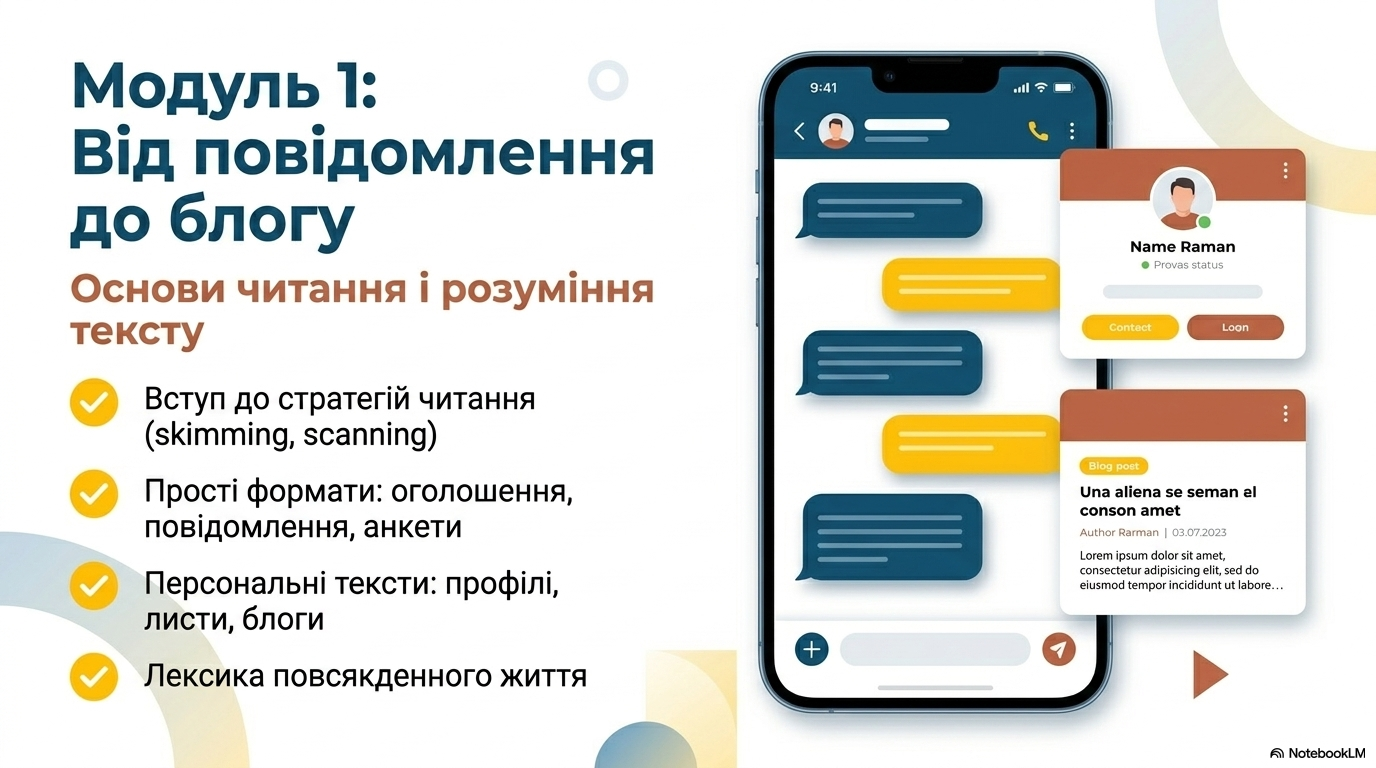 Модуль 1:
Від повідомлення
до блогу
Основи читання і розуміння
тексту
Вступ до стратегій читання
(skimming, scanning)
Прості формати: оголошення,
повідомлення, анкети
Персональні тексти: профілі,
листи, блоги
Лексика повсякденного життя
9:41
Name Raman
Provas status
Contact
Loon
Blog post
Una aliena se seman el
conson amet
Author Rarman | 03.07.2023
Lorem ipsum dolor sit amet,
consectetur adipisicing elit, sed do
eiusmod tempor incididunt ut labore...
NotebookLM